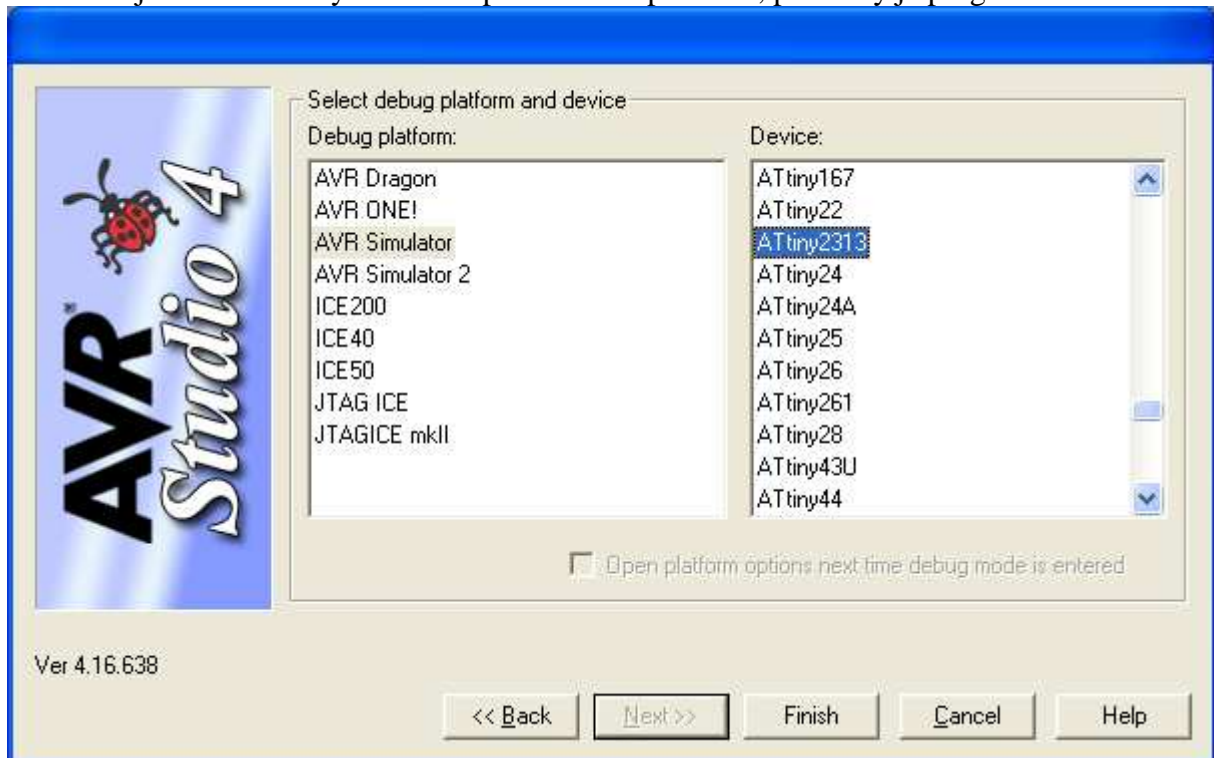 Select debug platform and device
Debug platform:
AVR Dragon
AVR ONE!
AVR Simulator
AVR Simulator 2
ICE200
ICE40
ICE50
JTAG ICE
JTAGICE mkII
Device:
ATtiny167
ATtiny22
ATtiny2313
ATtiny24
ATtiny24A
ATtiny25
ATtiny26
ATtiny261
ATtiny28
ATtiny43U
ATtiny44
Open platform options next time debug mode is entered
AVR
Studio 4
Ver 4.16.638
<< Back Next >> Finish Cancel Help